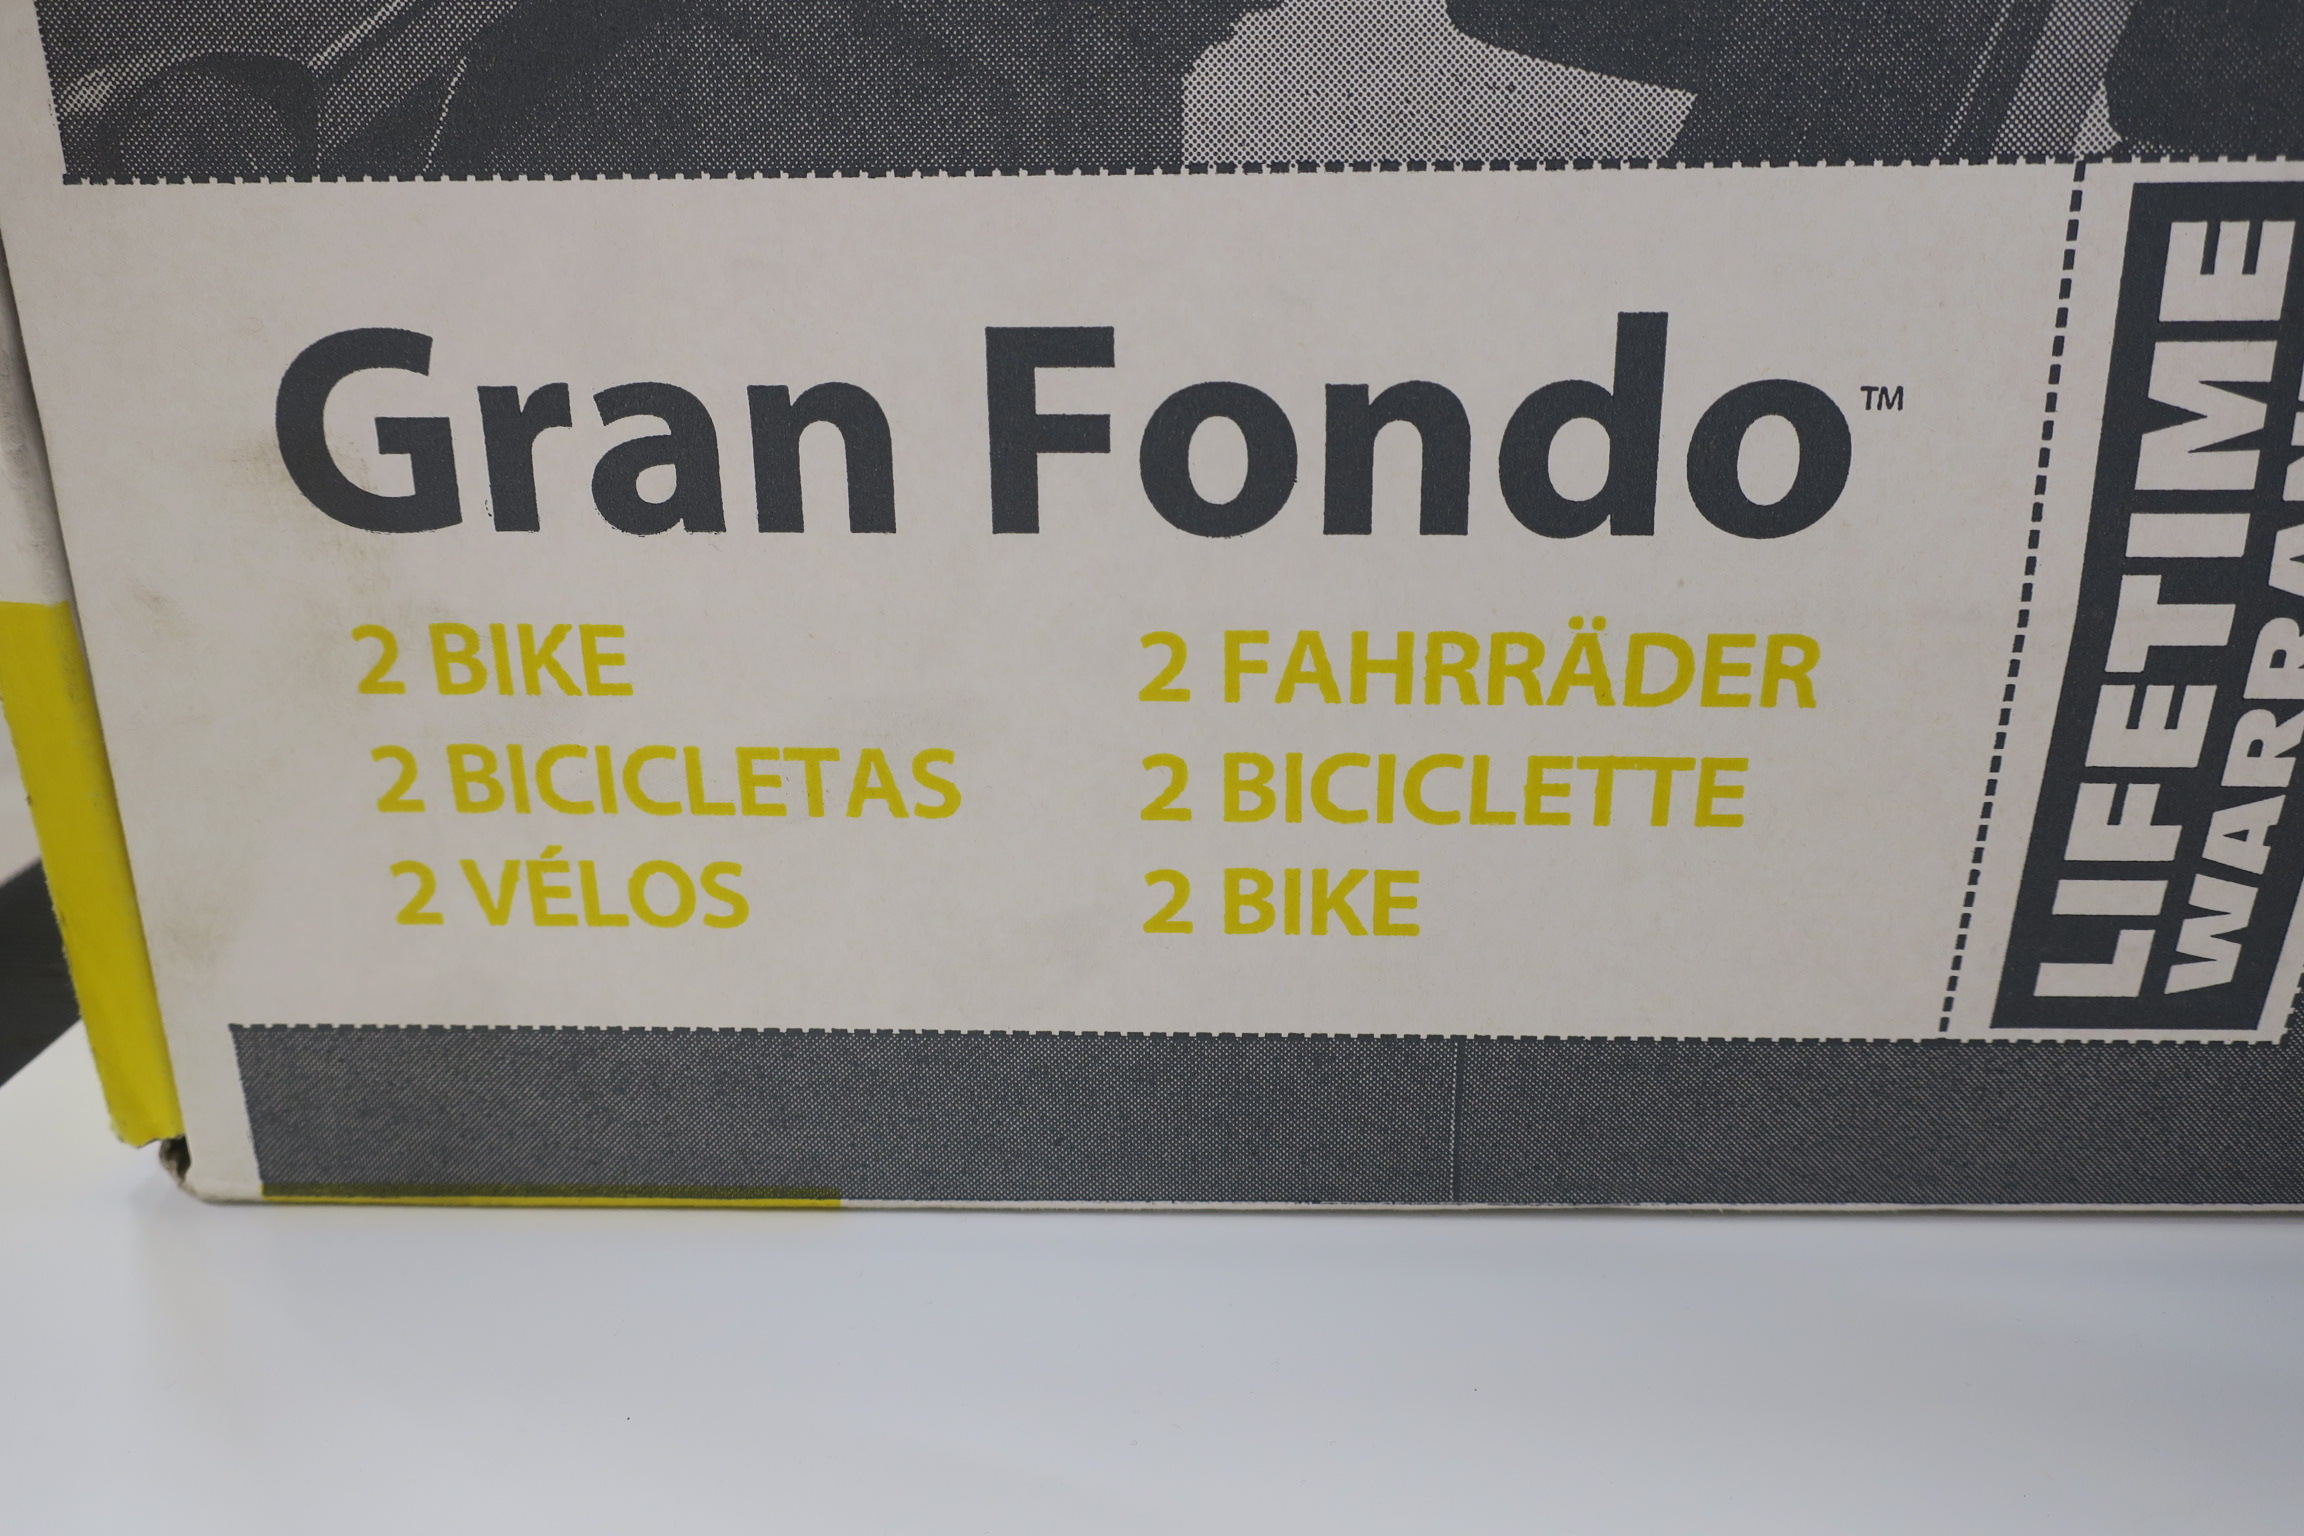 Gran Fondo™
2 BIKE
2 BICICLETAS
2 VÉLOS
2 FAHRRÄDER
2 BICICLETTE
2 BIKE
LIFETIME